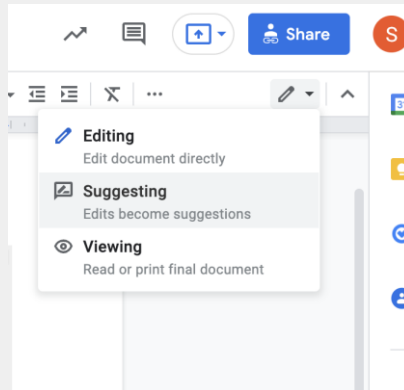 Share
S
Editing
Edit document directly
Suggesting
Edits become suggestions
Viewing
Read or print final document